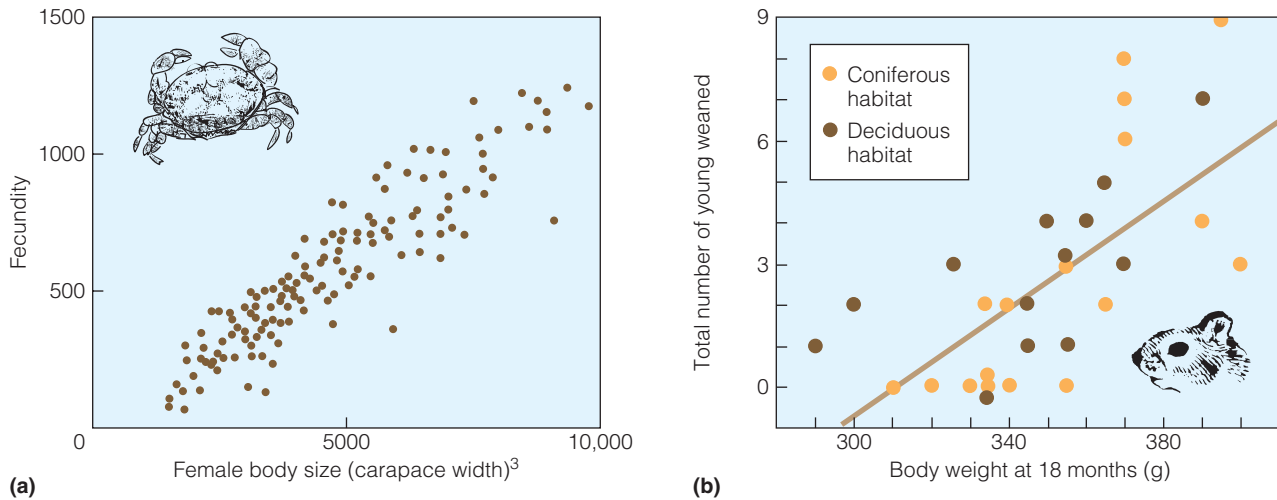 1500
1000
500
0
0
5000
10,000
Fecundity
Female body size (carapace width)³
(a)
9
6
3
0
300
340
380
Total number of young weaned
Body weight at 18 months (g)
Coniferous
habitat
Deciduous
habitat
(b)